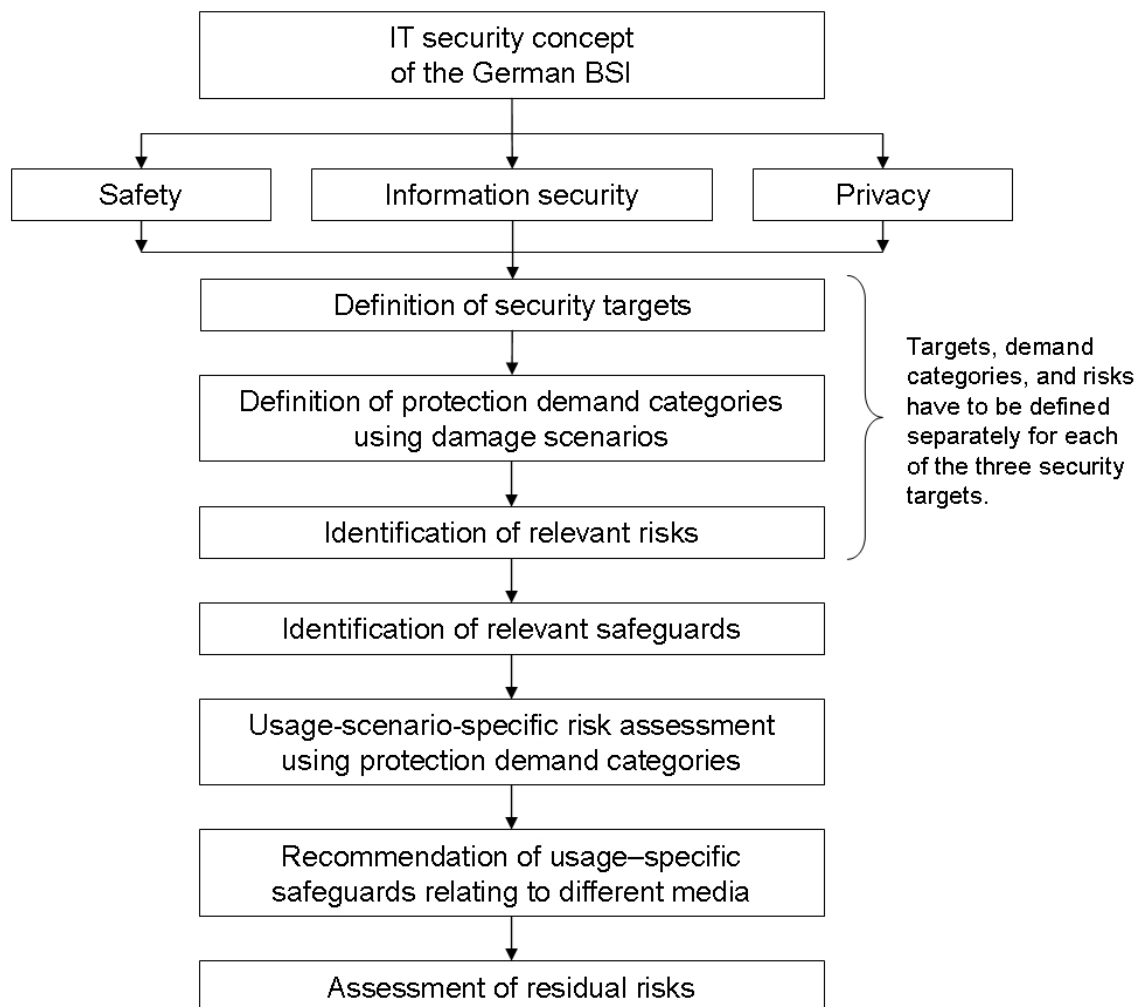 IT security concept
of the German BSI
Safety
Information security
Privacy
Definition of security targets
Definition of protection demand categories
using damage scenarios
Identification of relevant risks
Targets, demand
categories, and risks
have to be defined
separately for each
of the three security
targets.
Identification of relevant safeguards
Usage-scenario-specific risk assessment
using protection demand categories
Recommendation of usage–specific
safeguards relating to different media
Assessment of residual risks